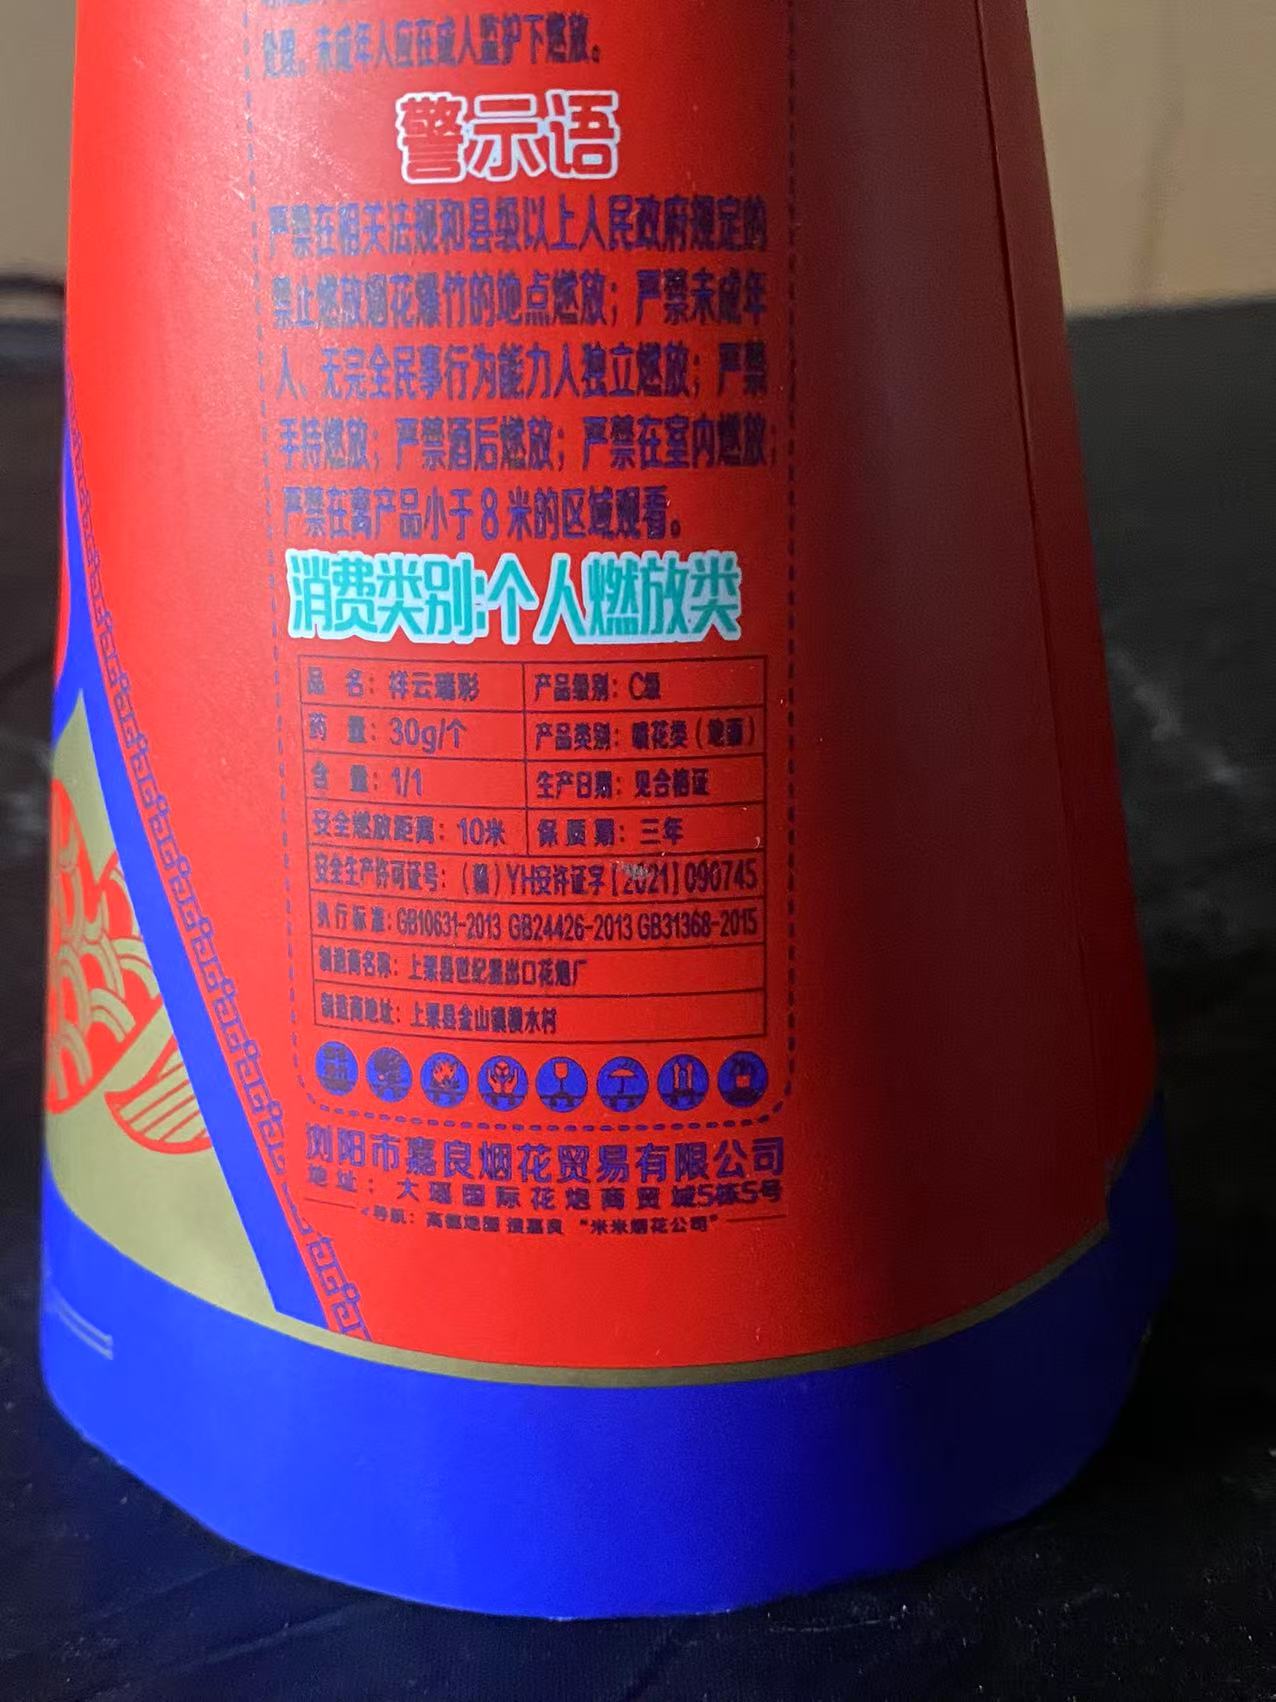 处理。未成年人应在成人监护下燃放。
警示语
严禁在相关法规和县级以上人民政府规定的
禁止燃放烟花爆竹的地点燃放；严禁未成年
人、无完全民事行为能力人独立燃放；严禁
手持燃放；严禁酒后燃放；严禁在室内燃放；
严禁在离产品小于8米的区域观看。
消费类别:个人燃放类
品 名：祥云瑞彩 产品级别：C级
药 量：30g/个 产品类别：喷花类（地面）
含 量：1/1 生产日期：见合格证
安全燃放距离：10米 保质期：三年
安全生产许可证号：（赣）YH安许证字【2021】090745
执行标准：GB10631-2013 GB24426-2013 GB31368-2015
制造商名称：上栗县世纪出口花炮厂
制造商地址：上栗县金山镇水村
浏阳市嘉良烟花贸易有限公司
地址：大瑶国际花炮商贸城5栋5号
导航：高德地图 搜嘉良 “米米烟花公司”